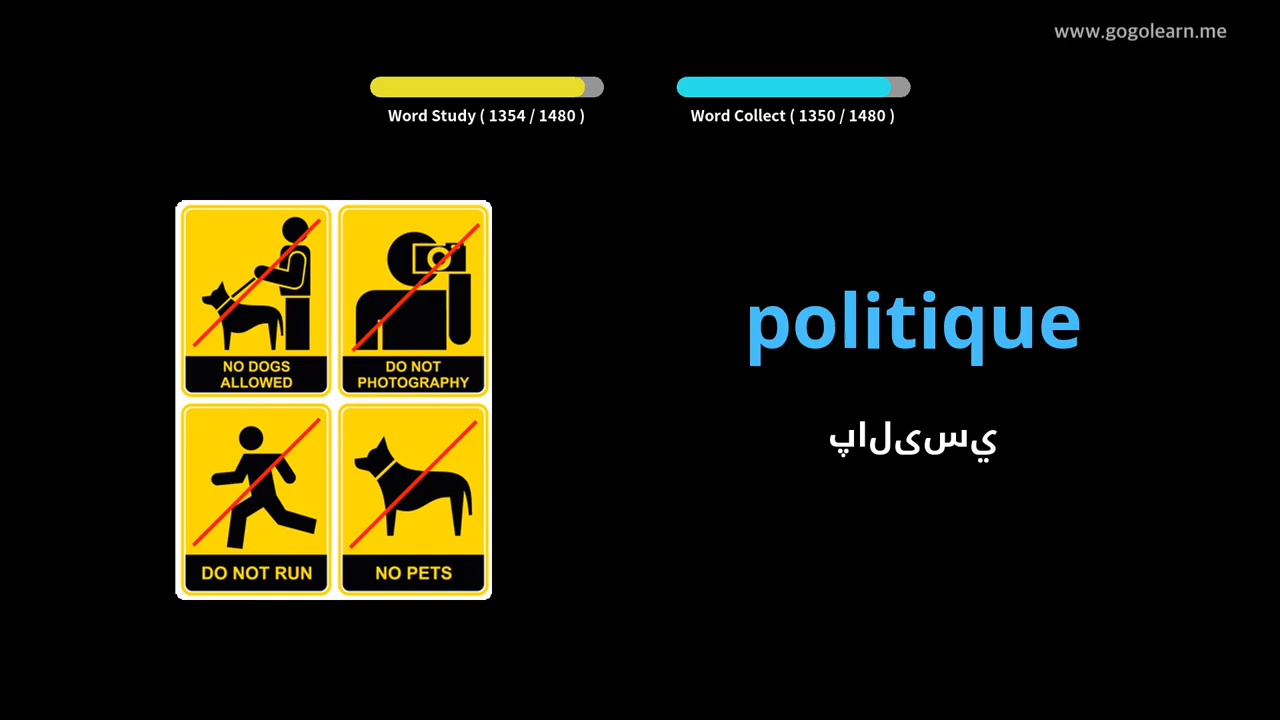 www.gogolearn.me
Word Study ( 1354 / 1480 )
Word Collect ( 1350 / 1480 )
NO DOGS
ALLOWED
DO NOT
PHOTOGRAPHY
DO NOT RUN
NO PETS
politique
پالیسي